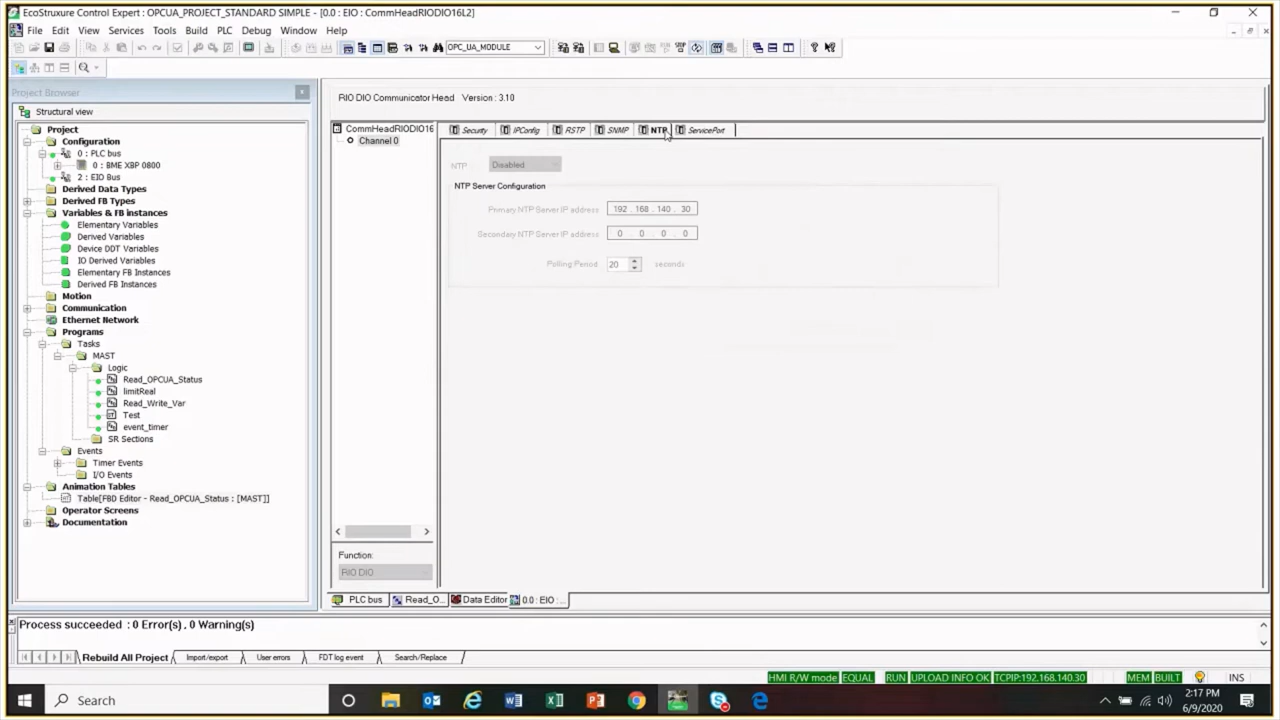 EcoStruxure Control Expert : OPCUA_PROJECT_STANDARD SIMPLE - [0.0 : EIO : CommHeadRIODIO16L2]
File Edit View Services Tools Build PLC Debug Window Help
OPC_UA_MODULE
Project Browser
Structural view
Project
Configuration
0 : PLC bus
0 : BME XBP 0800
2 : EIO Bus
Derived Data Types
Derived FB Types
Variables & FB instances
Elementary Variables
Derived Variables
Device DDT Variables
IO Derived Variables
Elementary FB Instances
Derived FB Instances
Motion
Communication
Ethernet Network
Programs
Tasks
MAST
Logic
Read_OPCUA_Status
limitReal
Read_Write_Var
Test
event_timer
SR Sections
Events
Timer Events
I/O Events
Animation Tables
Table[FBD Editor - Read_OPCUA_Status : [MAST]]
Operator Screens
Documentation
RIO DIO Communicator Head Version : 3.10
CommHeadRIODIO16
Channel 0
Function:
RIO DIO
Security IPConfig RSTP SNMP NTP ServicePort
NTP Disabled
NTP Server Configuration
Primary NTP Server IP address 192 . 168 . 140 . 30
Secondary NTP Server IP address 0 . 0 . 0 . 0
Polling Period 20 seconds
PLC bus Read_O... Data Editor 0.0 : EIO : ...
Process succeeded : 0 Error(s) , 0 Warning(s)
Rebuild All Project Import/export User errors FDT log event Search/Replace
HMI R/W mode EQUAL RUN UPLOAD INFO OK TCPIP:192.168.140.30 MEM BUILT INS
Search
2:17 PM
6/9/2020